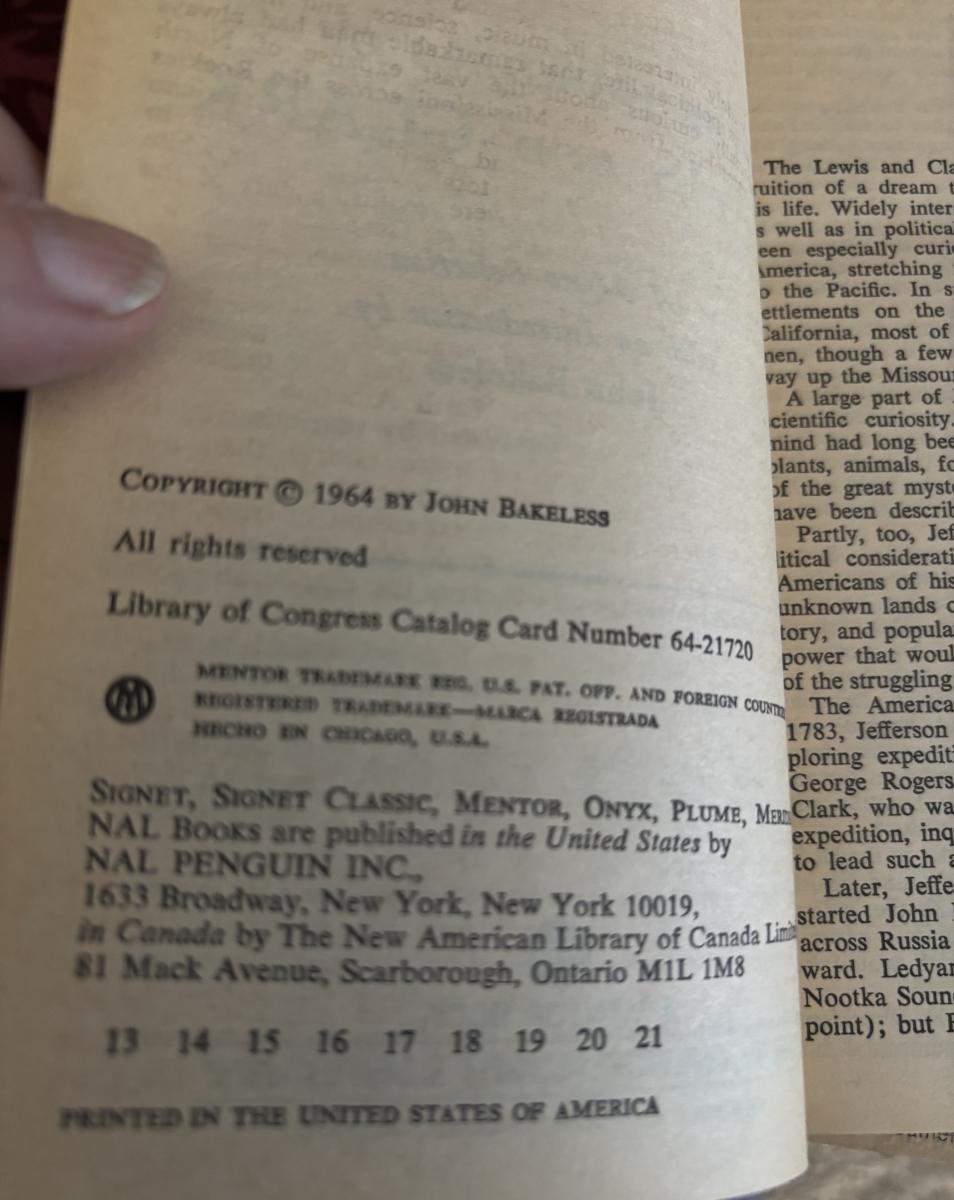 COPYRIGHT © 1964 BY JOHN BAKELESS
All rights reserved
Library of Congress Catalog Card Number 64-21720
MENTOR TRADEMARK REG. U.S. PAT. OFF. AND FOREIGN COUNTRI
REGISTERED TRADEMARK—MARCA REGISTRADA
HECHO EN CHICAGO, U.S.A.
SIGNET, SIGNET CLASSIC, MENTOR, ONYX, PLUME, MERI
NAL BOOKS are published in the United States by
NAL PENGUIN INC.,
1633 Broadway, New York, New York 10019,
in Canada by The New American Library of Canada Limi
81 Mack Avenue, Scarborough, Ontario M1L 1M8
13 14 15 16 17 18 19 20 21
PRINTED IN THE UNITED STATES OF AMERICA
The Lewis and Cla
ruition of a dream t
is life. Widely inter
s well as in political
een especially curi
America, stretching
o the Pacific. In s
ettlements on the
California, most of
men, though a few
way up the Missou
A large part of
cientific curiosity.
mind had long bee
plants, animals, fo
of the great myst
have been describ
Partly, too, Jef
litical considerati
Americans of his
unknown lands
tory, and popula
power that woul
of the struggling
The America
1783, Jefferson
ploring expediti
George Rogers
Clark, who wa
expedition, inq
to lead such a
Later, Jeffe
started John
across Russia
ward. Ledyar
Nootka Soun
point); but